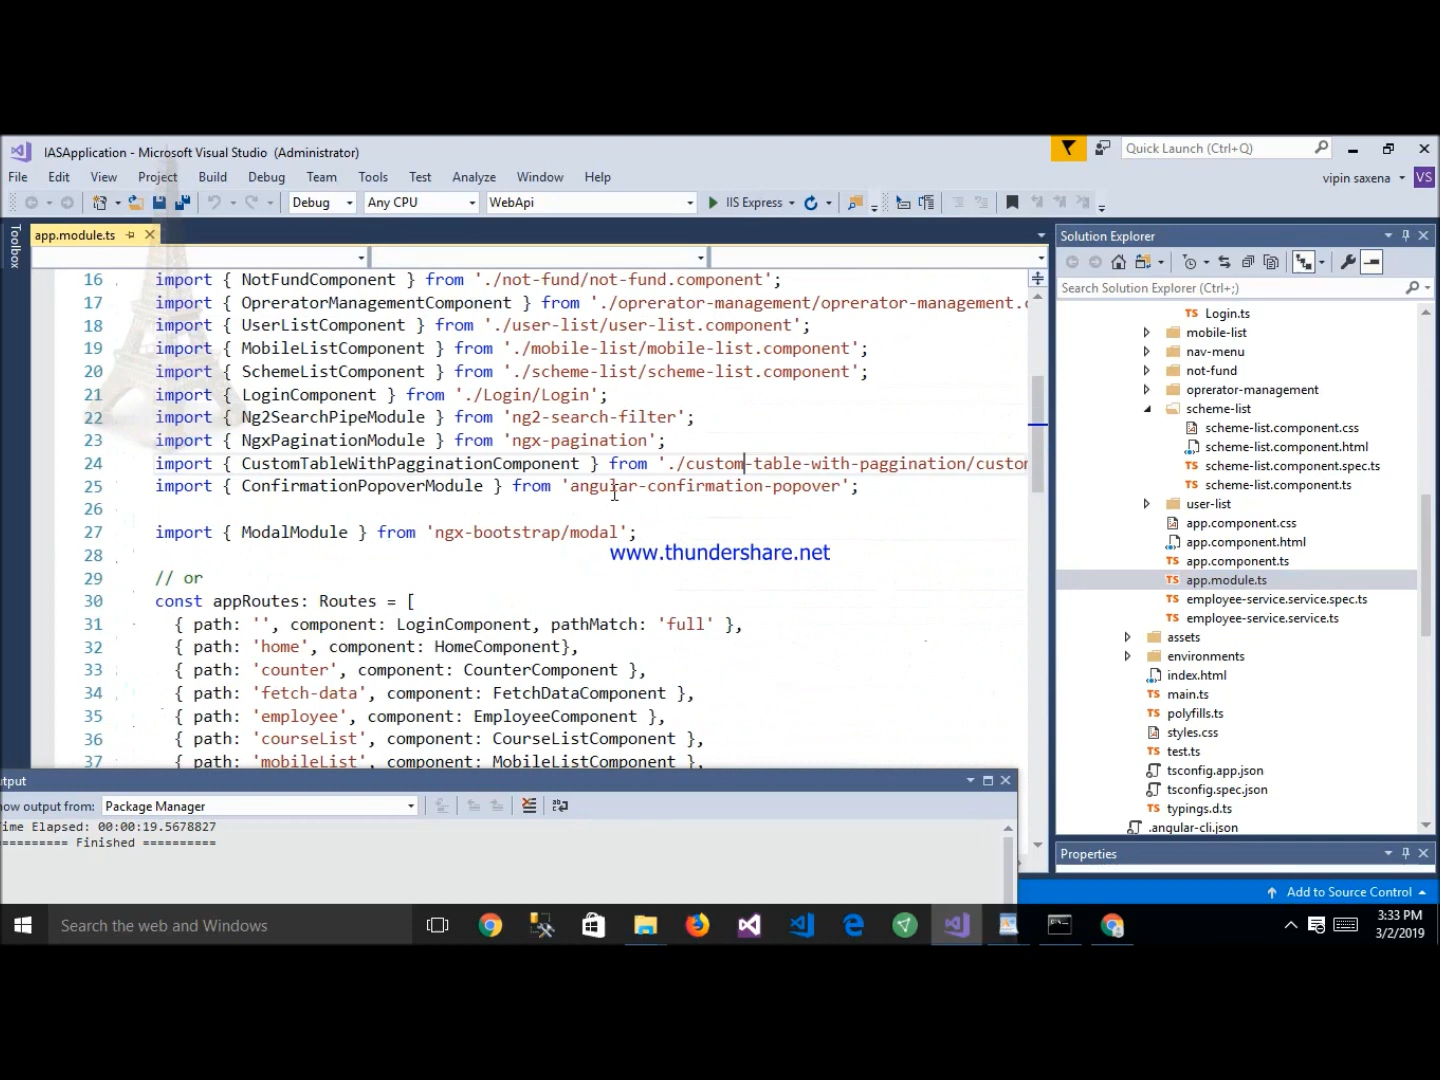 IASApplication - Microsoft Visual Studio (Administrator)
Quick Launch (Ctrl+Q)
File Edit View Project Build Debug Team Tools Test Analyze Window Help
vipin saxena
VS
Debug
Any CPU
WebApi
IIS Express
Toolbox
app.module.ts
16 import { NotFundComponent } from './not-fund/not-fund.component';
17 import { OpreratorManagementComponent } from './oprerator-management/oprerator-management.c
18 import { UserListComponent } from './user-list/user-list.component';
19 import { MobileListComponent } from './mobile-list/mobile-list.component';
20 import { SchemeListComponent } from './scheme-list/scheme-list.component';
21 import { LoginComponent } from './Login/Login';
22 import { Ng2SearchPipeModule } from 'ng2-search-filter';
23 import { NgxPaginationModule } from 'ngx-pagination';
24 import { CustomTableWithPagginationComponent } from './custom-table-with-paggination/custom
25 import { ConfirmationPopoverModule } from 'angular-confirmation-popover';
26
27 import { ModalModule } from 'ngx-bootstrap/modal';
28
www.thundershare.net
29 // or
30 const appRoutes: Routes = [
31 { path: '', component: LoginComponent, pathMatch: 'full' },
32 { path: 'home', component: HomeComponent},
33 { path: 'counter', component: CounterComponent },
34 { path: 'fetch-data', component: FetchDataComponent },
35 { path: 'employee', component: EmployeeComponent },
36 { path: 'courseList', component: CourseListComponent },
37 { path: 'mobileList', component: MobileListComponent },
Solution Explorer
Search Solution Explorer (Ctrl+;)
TS Login.ts
mobile-list
nav-menu
not-fund
oprerator-management
scheme-list
scheme-list.component.css
scheme-list.component.html
TS scheme-list.component.spec.ts
TS scheme-list.component.ts
user-list
app.component.css
app.component.html
TS app.component.ts
TS app.module.ts
TS employee-service.service.spec.ts
TS employee-service.service.ts
assets
environments
index.html
TS main.ts
TS polyfills.ts
styles.css
TS test.ts
tsconfig.app.json
tsconfig.spec.json
TS typings.d.ts
.angular-cli.json
Properties
Add to Source Control
utput
ow output from: Package Manager
ime Elapsed: 00:00:19.5678827
========= Finished ==========
Search the web and Windows
3:33 PM
3/2/2019